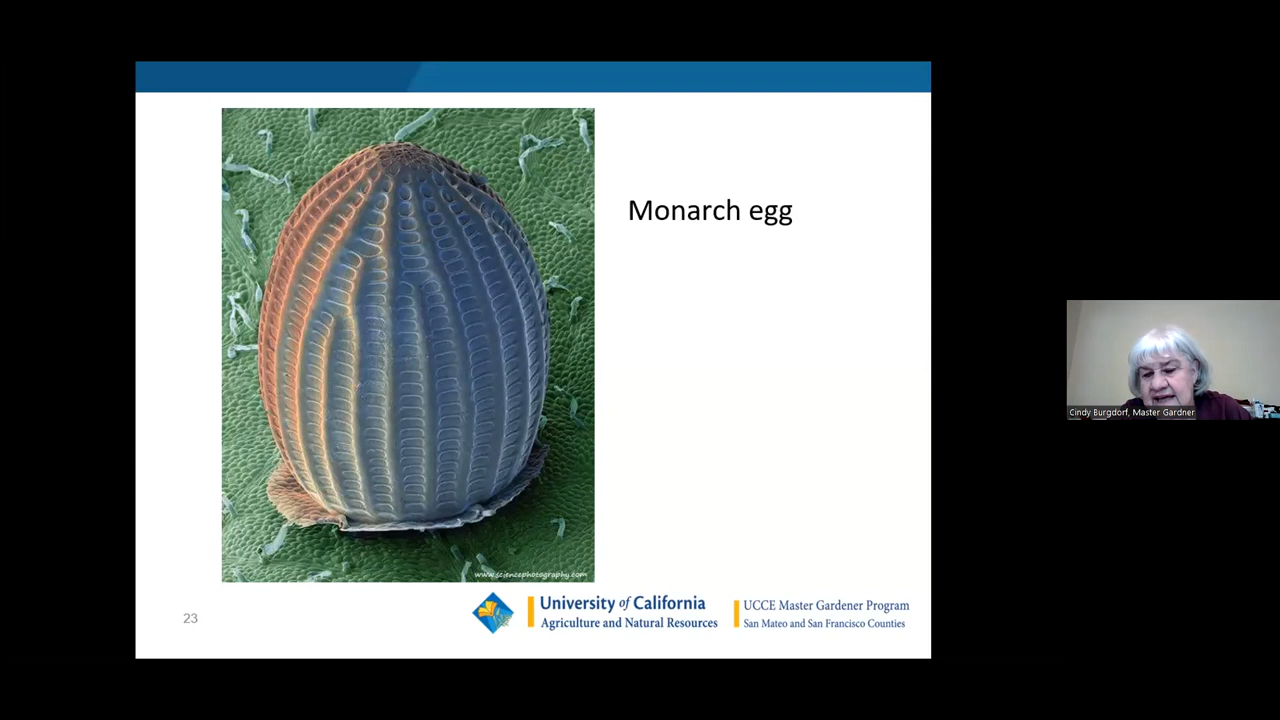 Monarch egg
www.sciencephotography.com
23
University of California
Agriculture and Natural Resources
UCCE Master Gardener Program
San Mateo and San Francisco Counties
Cindy Burgdorf, Master Gardner